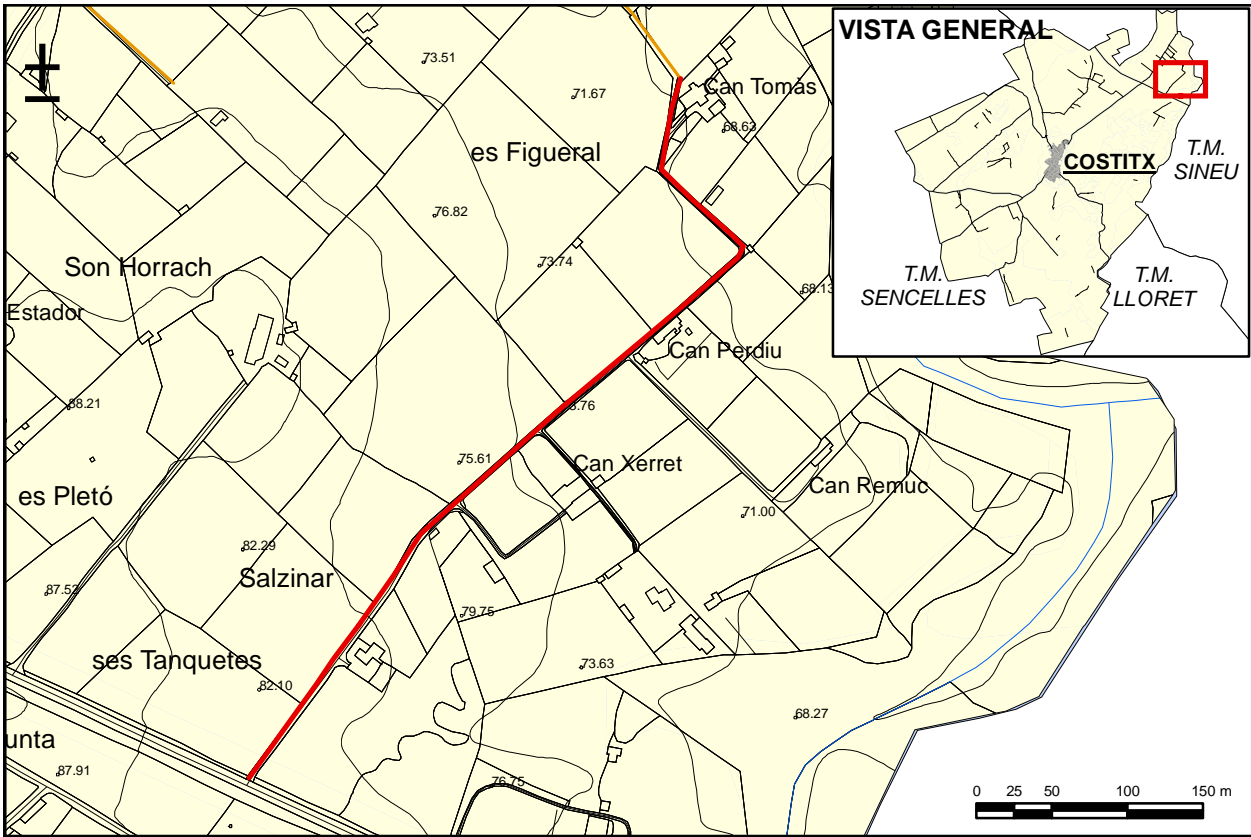 VISTA GENERAL
COSTITX
T.M.
SINEU
T.M.
SENCELLES
T.M.
LLORET
73.51
71.67
Can Tomàs
68.63
es Figueral
76.82
73.74
68.13
Son Horrach
Estador
Can Perdiu
88.21
3.76
75.61
Can Xerret
Can Remuc
es Pletó
71.00
82.29
Salzinar
87.52
79.75
ses Tanquetes
73.63
82.10
68.27
unta
87.91
76.75
0 25 50 100 150 m